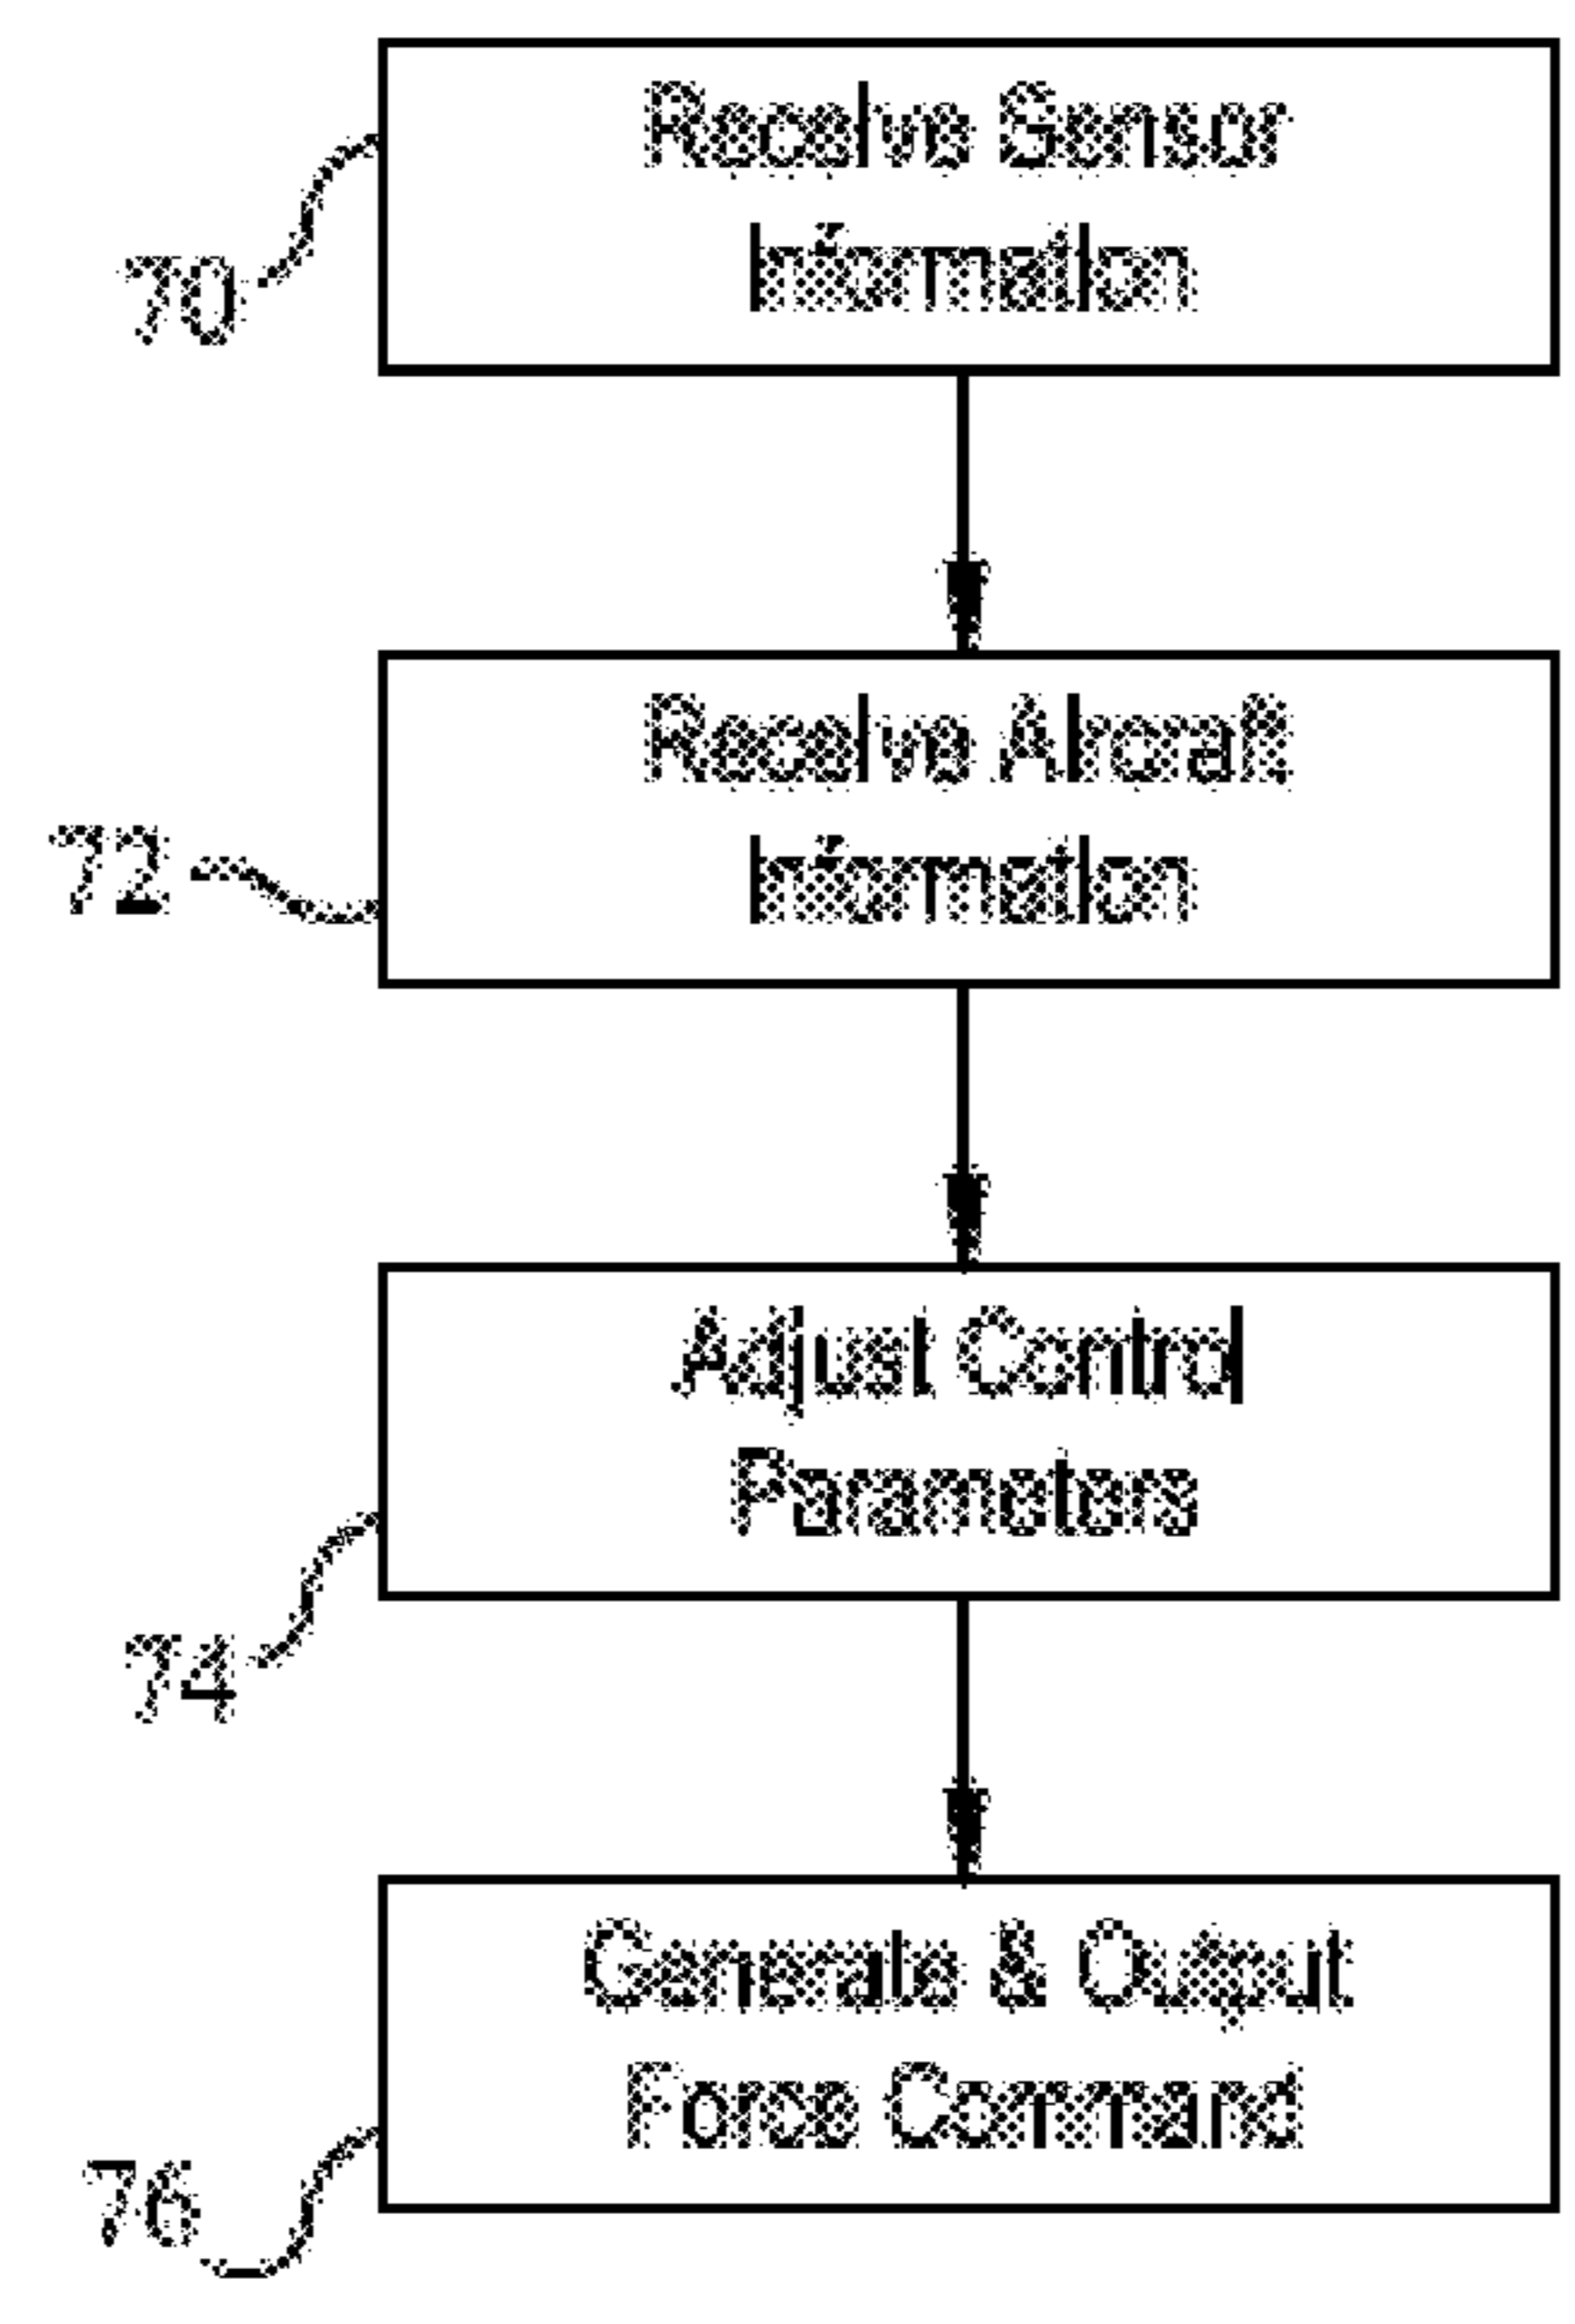 Receive Sensor
Information
70
Receive Aircraft
Information
72
Adjust Control
Parameters
74
Generate & Output
Force Command
76